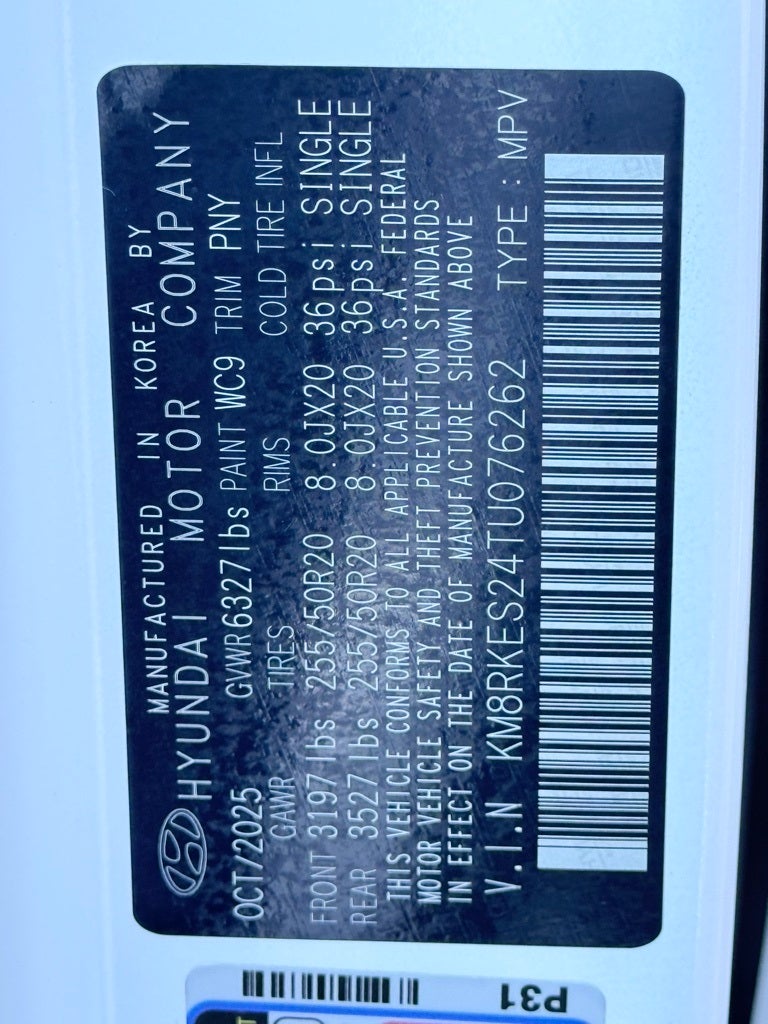 MANUFACTURED IN KOREA BY
HYUNDAI MOTOR COMPANY
OCT/2025 GVWR6327lbs PAINT WC9 TRIM PNY
GAWR TIRES RIMS COLD TIRE INFL
FRONT 3197lbs 255/50R20 8.0JX20 36psi SINGLE
REAR 3527lbs 255/50R20 8.0JX20 36psi SINGLE
THIS VEHICLE CONFORMS TO ALL APPLICABLE U.S.A. FEDERAL
MOTOR VEHICLE SAFETY AND THEFT PREVENTION STANDARDS
IN EFFECT ON THE DATE OF MANUFACTURE SHOWN ABOVE
V.I.N KM8RKES24TU076262 TYPE : MPV
P31